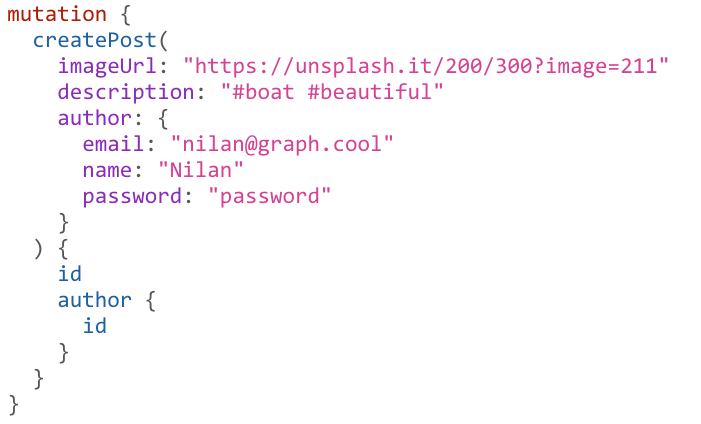 mutation {
  createPost(
    imageUrl: "https://unsplash.it/200/300?image=211"
    description: "#boat #beautiful"
    author: {
      email: "nilan@graph.cool"
      name: "Nilan"
      password: "password"
    }
  ) {
    id
    author {
      id
    }
  }
}